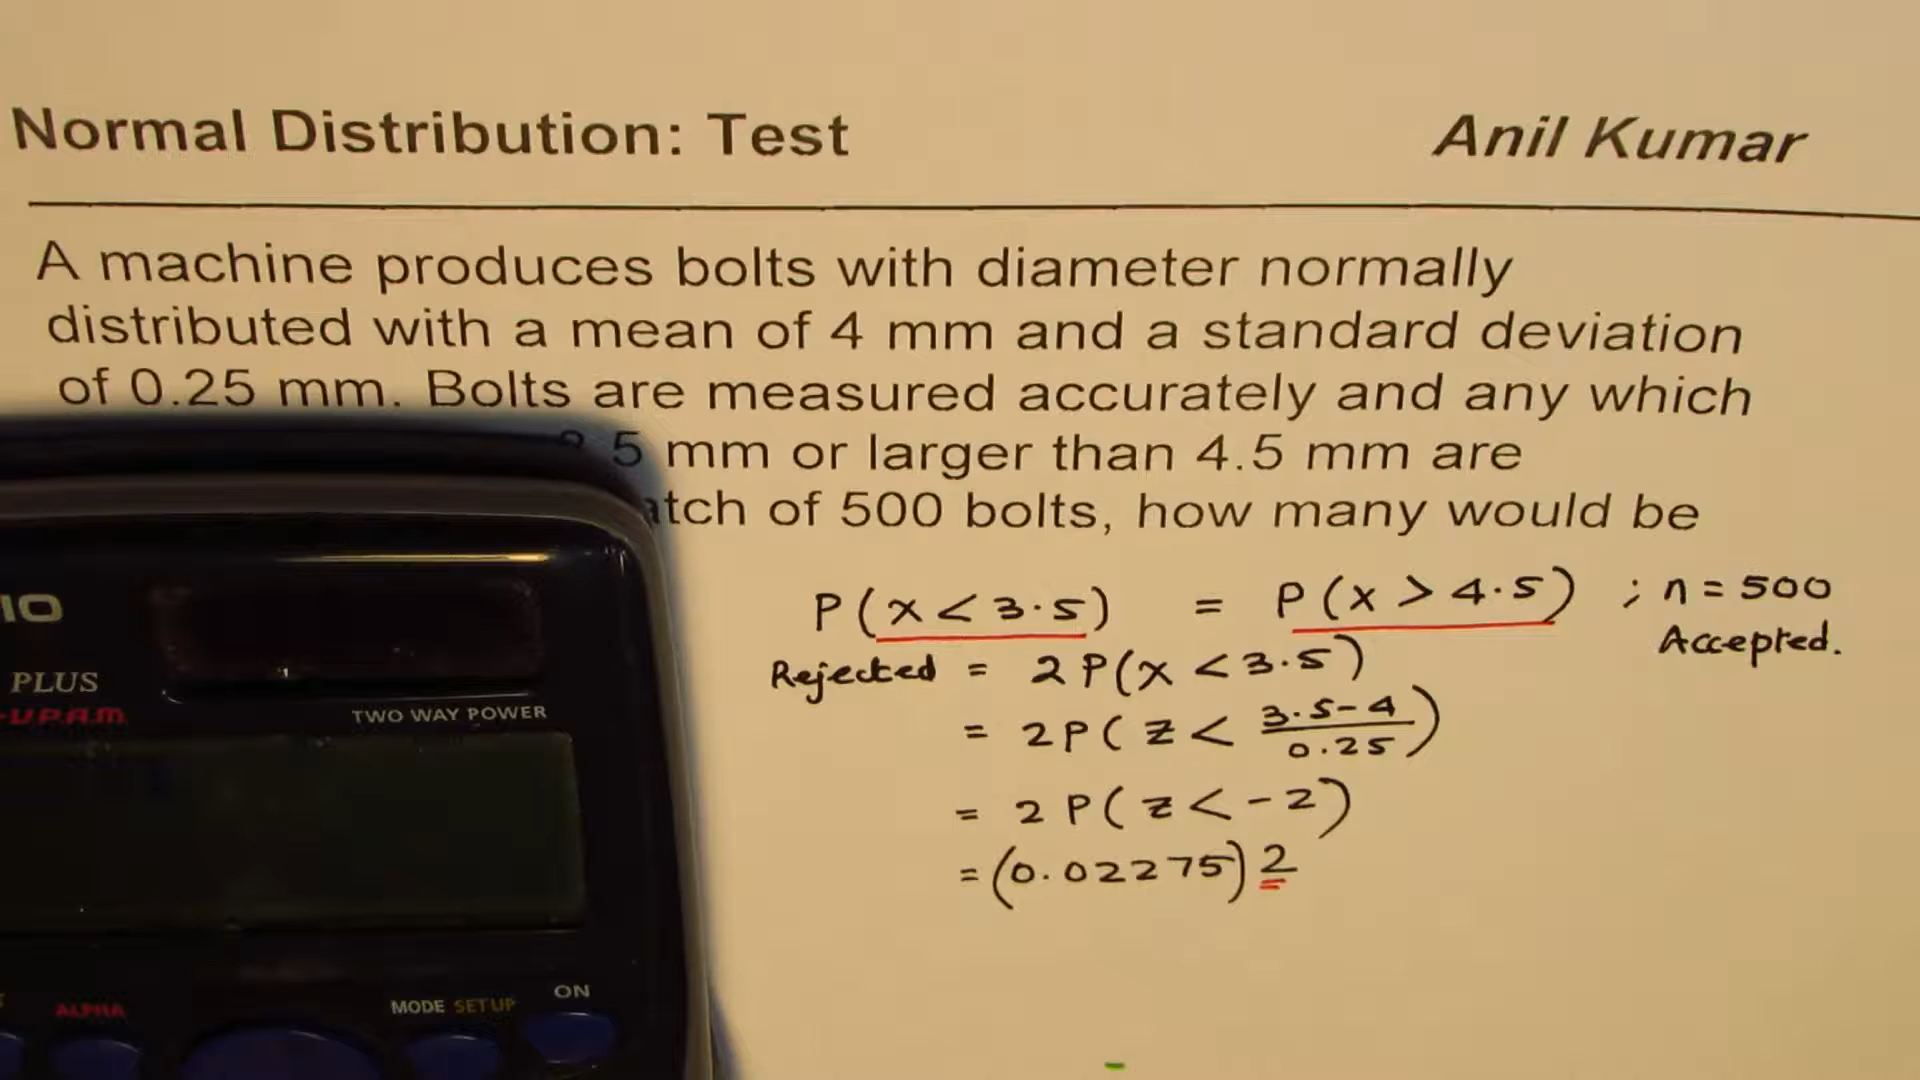 Normal Distribution: Test
Anil Kumar
A machine produces bolts with diameter normally
distributed with a mean of 4 mm and a standard deviation
of 0.25 mm. Bolts are measured accurately and any which
5 mm or larger than 4.5 mm are
atch of 500 bolts, how many would be
P(x<3.5) = P(x>4.5) ; n=500
Accepted.
Rejected = 2P(x<3.5)
= 2P(z< (3.5-4)/0.25)
= 2P(z<-2)
=(0.02275)2
IO
PLUS
V.P.A.M.
TWO WAY POWER
ALPHA
MODE SETUP
ON